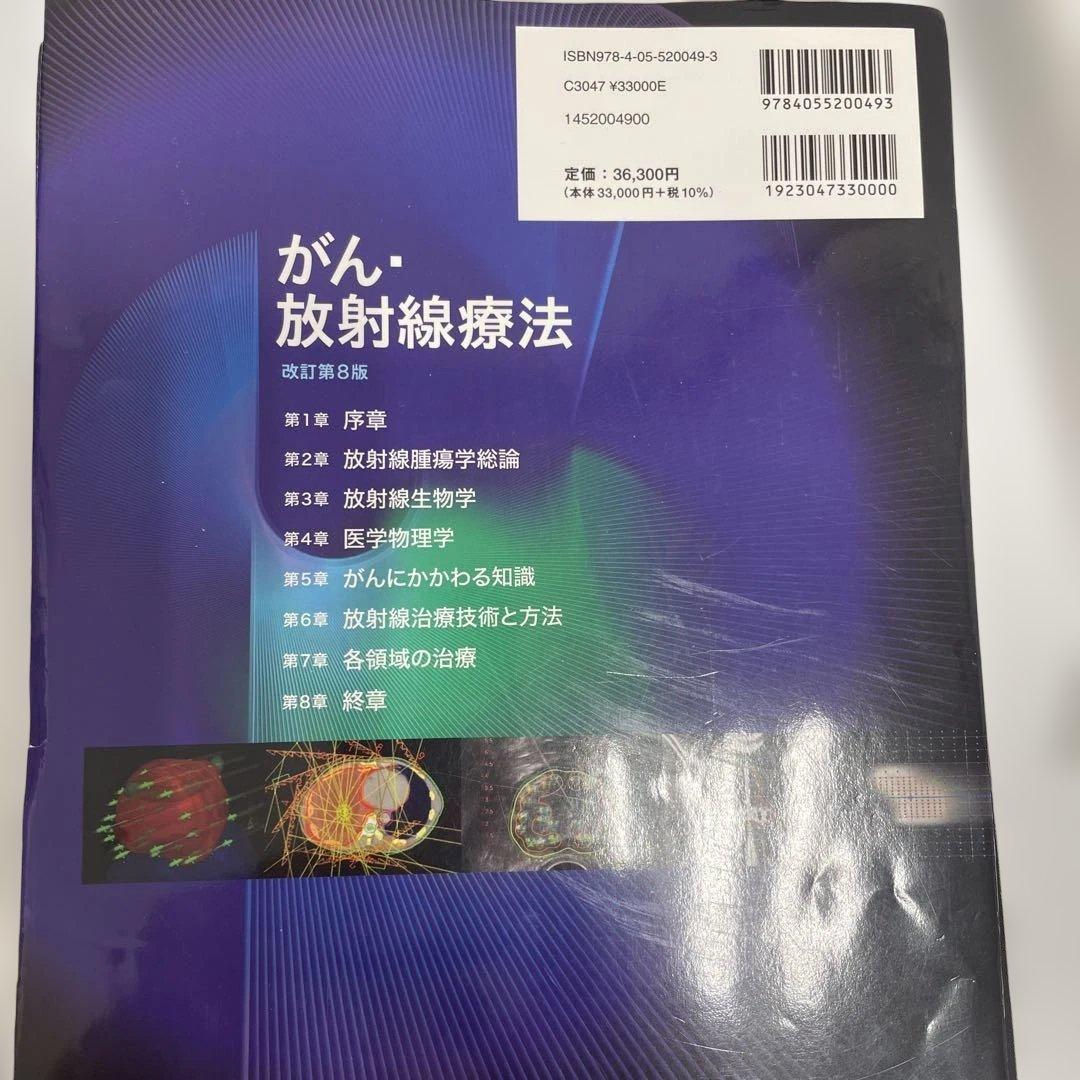 ISBN978-4-05-520049-3
C3047 ¥33000E
1452004900
定価：36,300円
（本体33,000円＋税10%）
9784055200493
1923047330000
がん・
放射線療法
改訂第8版
第1章 序章
第2章 放射線腫瘍学総論
第3章 放射線生物学
第4章 医学物理学
第5章 がんにかかわる知識
第6章 放射線治療技術と方法
第7章 各領域の治療
第8章 終章